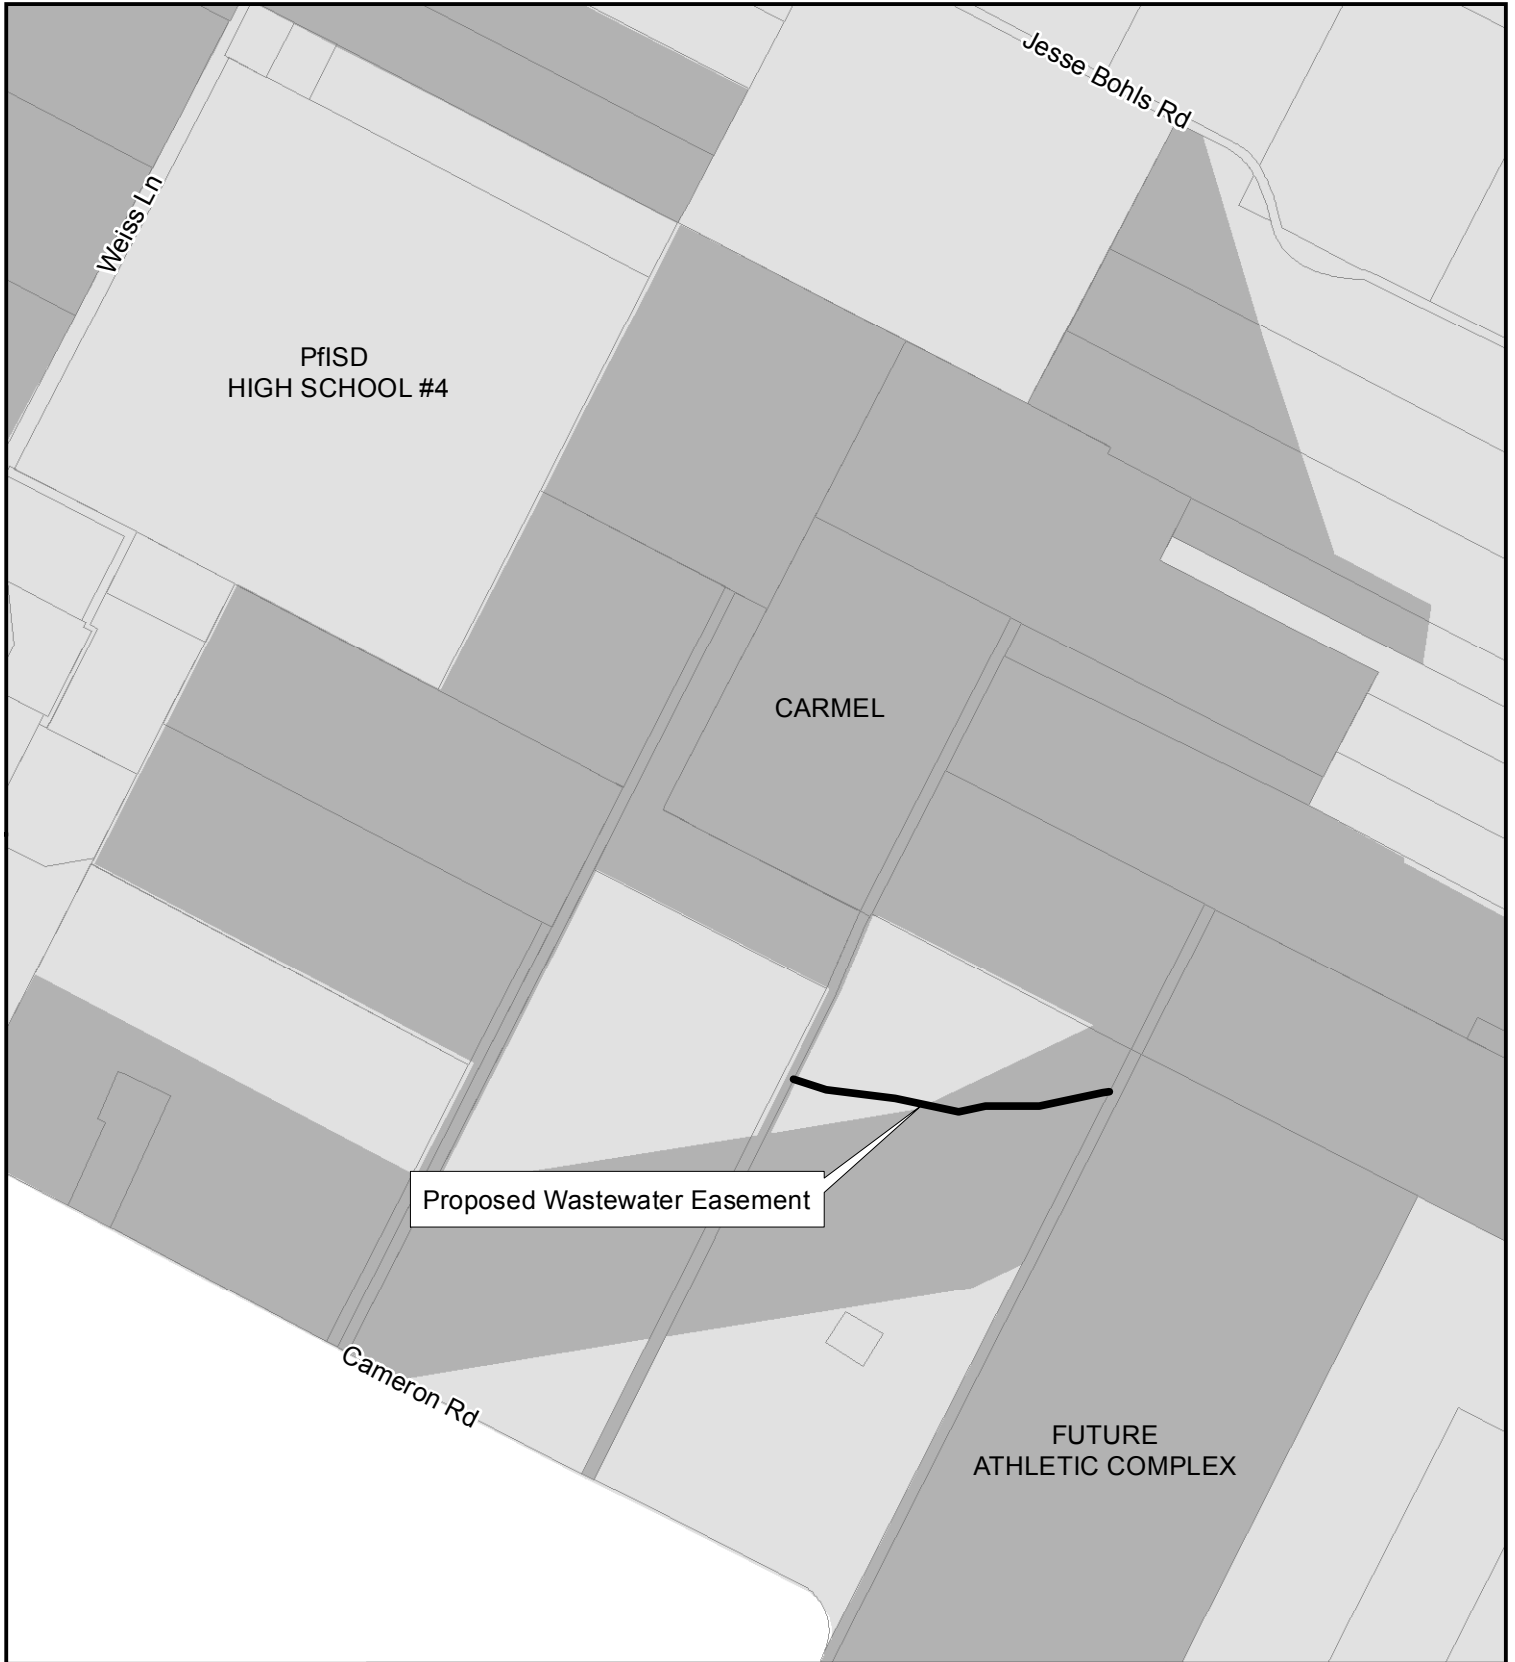 Jesse Bohls Rd
Weiss Ln
PfISD
HIGH SCHOOL #4
CARMEL
Proposed Wastewater Easement
Cameron Rd
FUTURE
ATHLETIC COMPLEX